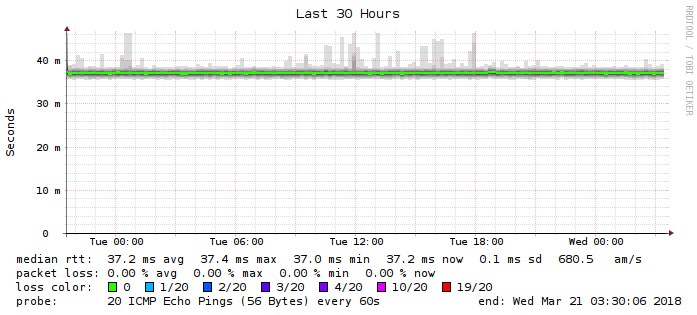 Last 30 Hours
RRDTOOL / TOBI OETIKER
Seconds
40 m
30 m
20 m
10 m
0
Tue 00:00 Tue 06:00 Tue 12:00 Tue 18:00 Wed 00:00
median rtt: 37.2 ms avg 37.4 ms max 37.0 ms min 37.2 ms now 0.1 ms sd 680.5 am/s
packet loss: 0.00 % avg 0.00 % max 0.00 % min 0.00 % now
loss color: 0 1/20 2/20 3/20 4/20 10/20 19/20
probe: 20 ICMP Echo Pings (56 Bytes) every 60s end: Wed Mar 21 03:30:06 2018